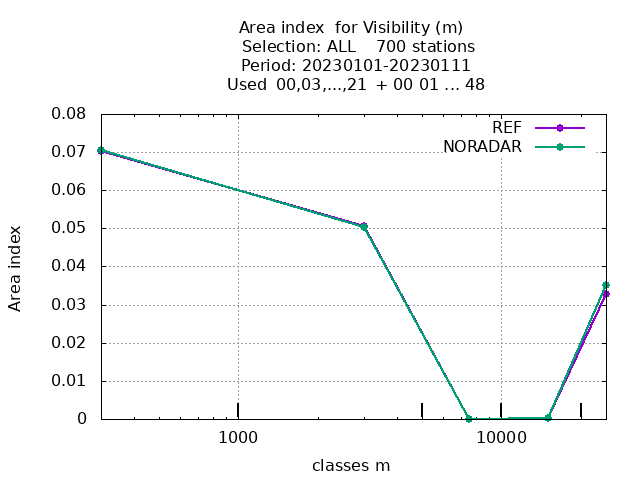 Area index  for Visibility (m)
Selection: ALL    700 stations
Period: 20230101-20230111
Used  00,03,...,21  + 00 01 ... 48
0.08
0.07
0.06
0.05
0.04
0.03
0.02
0.01
0
Area index
REF
NORADAR
1000
10000
classes m